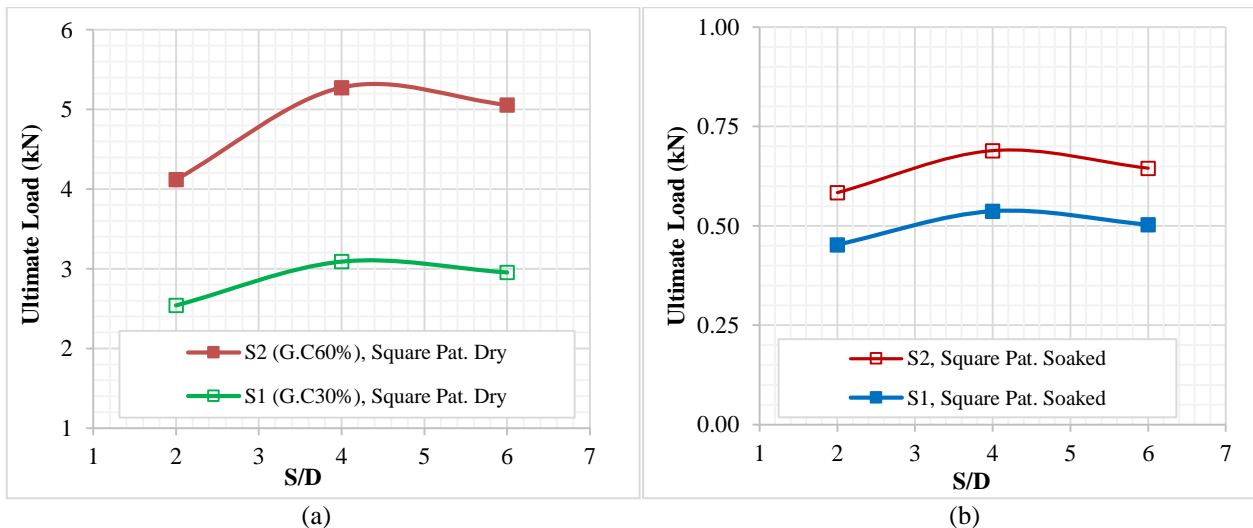 6
5
4
3
2
1
Ultimate Load (kN)
S2 (G.C60%), Square Pat. Dry
S1 (G.C30%), Square Pat. Dry
1 2 3 4 5 6 7
S/D
(a)
1.00
0.75
0.50
0.25
0.00
Ultimate Load (kN)
S2, Square Pat. Soaked
S1, Square Pat. Soaked
1 2 3 4 5 6 7
S/D
(b)